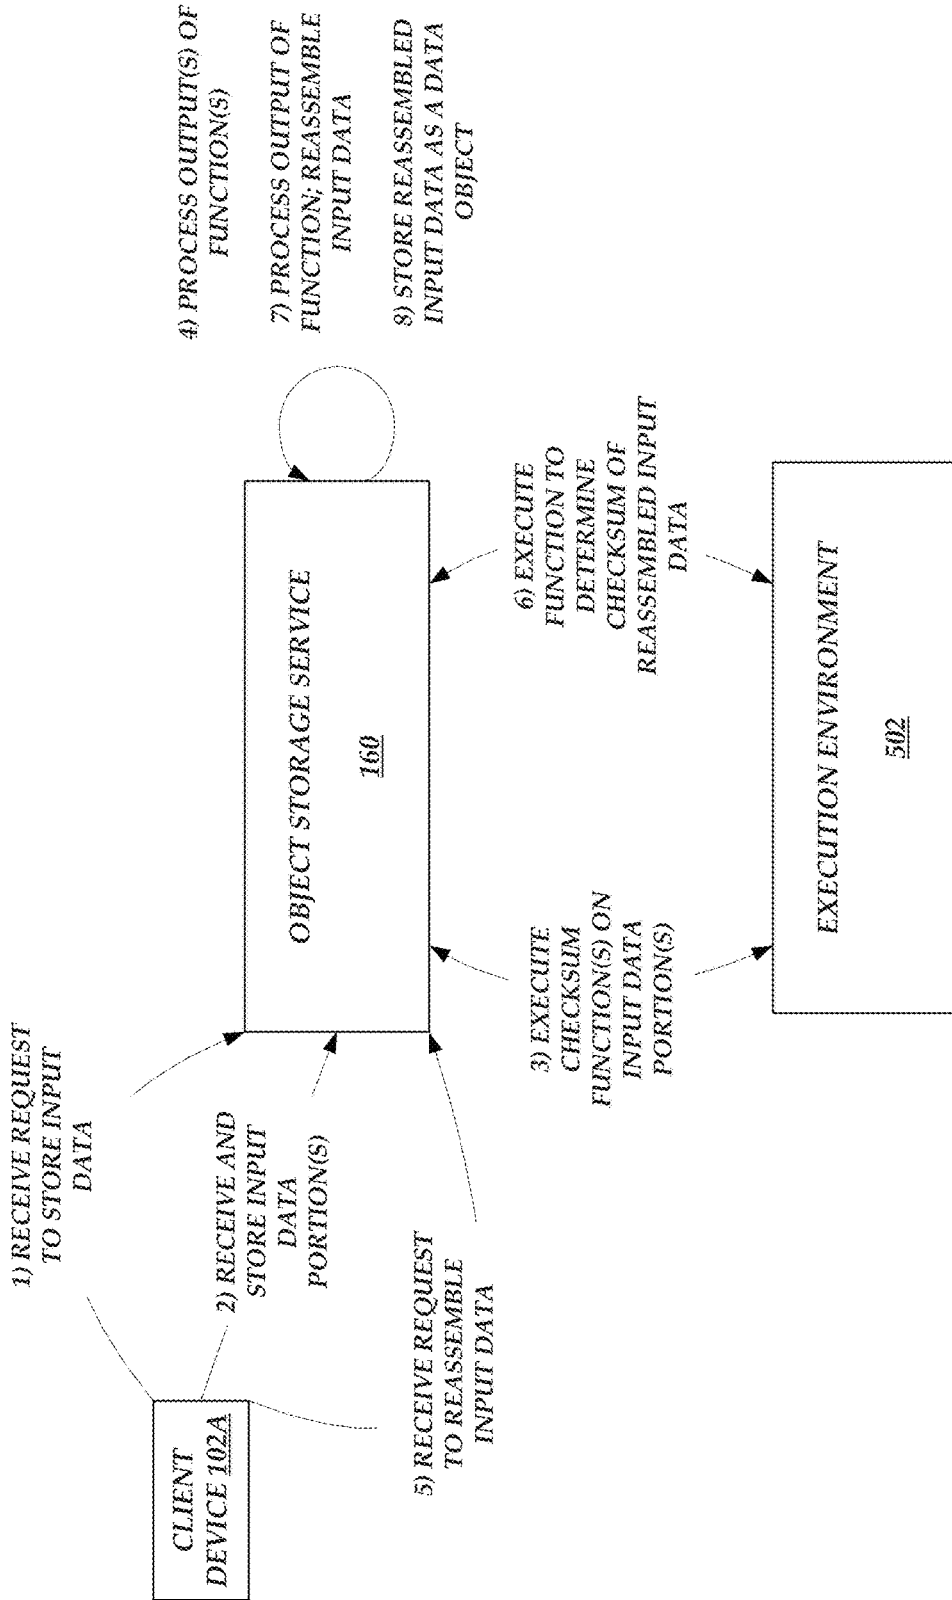 1) RECEIVE REQUEST
TO STORE INPUT
DATA
CLIENT
DEVICE 102A
2) RECEIVE AND
STORE INPUT
DATA
PORTION(S)
5) RECEIVE REQUEST
TO REASSEMBLE
INPUT DATA
OBJECT STORAGE SERVICE
160
4) PROCESS OUTPUT(S) OF
FUNCTION(S)
7) PROCESS OUTPUT OF
FUNCTION; REASSEMBLE
INPUT DATA
8) STORE REASSEMBLED
INPUT DATA AS A DATA
OBJECT
3) EXECUTE
CHECKSUM
FUNCTION(S) ON
INPUT DATA
PORTION(S)
6) EXECUTE
FUNCTION TO
DETERMINE
CHECKSUM OF
REASSEMBLED INPUT
DATA
EXECUTION ENVIRONMENT
502